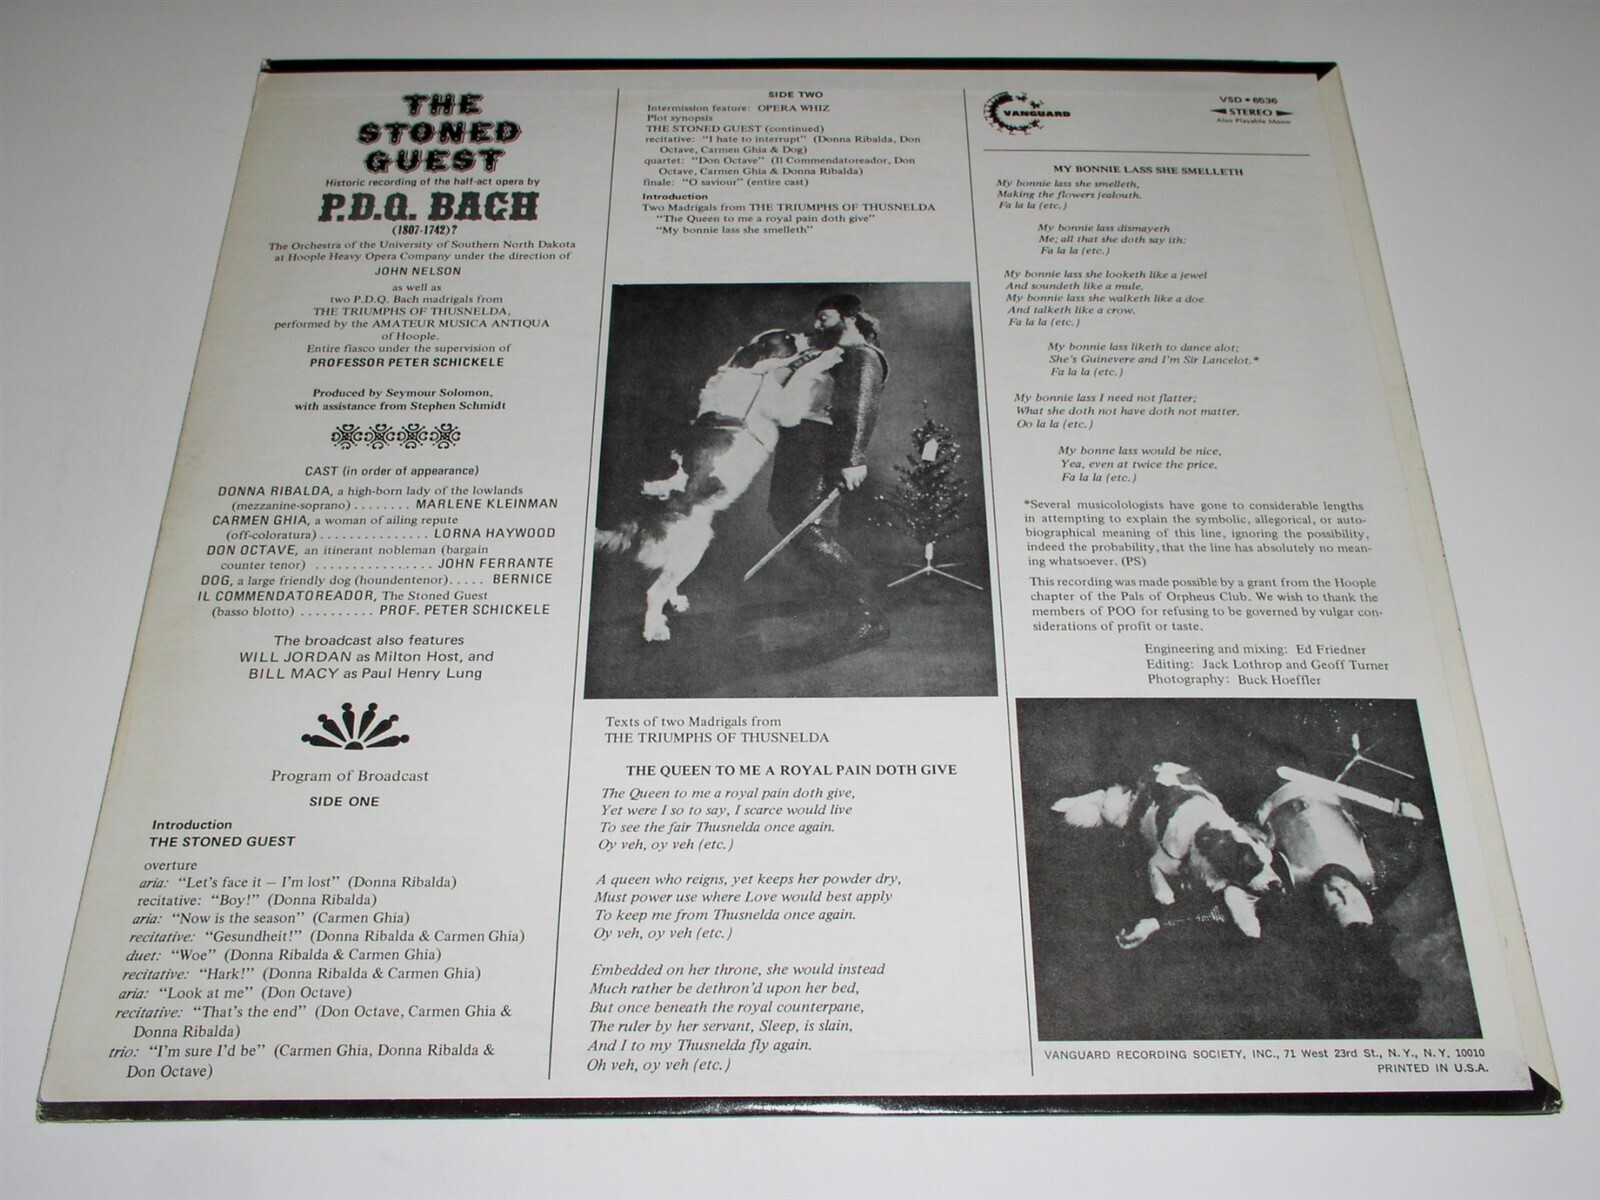 THE
STONED
GUEST
Historic recording of the half-act opera by
P.D.Q. BACH
(1807-1742)?
The Orchestra of the University of Southern North Dakota
at Hoople Heavy Opera Company under the direction of
JOHN NELSON
as well as
two P.D.Q. Bach madrigals from
THE TRIUMPHS OF THUSNELDA,
performed by the AMATEUR MUSICA ANTIQUA
of Hoople.
Entire fiasco under the supervision of
PROFESSOR PETER SCHICKELE
Produced by Seymour Solomon,
with assistance from Stephen Schmidt
CAST (in order of appearance)
DONNA RIBALDA, a high-born lady of the lowlands
(mezzanine-soprano) ........ MARLENE KLEINMAN
CARMEN GHIA, a woman of ailing repute
(off-coloratura) ............... LORNA HAYWOOD
DON OCTAVE, an itinerant nobleman (bargain
counter tenor) ................ JOHN FERRANTE
DOG, a large friendly dog (houndentenor)..... BERNICE
IL COMMENDATOREADOR, The Stoned Guest
(basso blotto) .......... PROF. PETER SCHICKELE
The broadcast also features
WILL JORDAN as Milton Host, and
BILL MACY as Paul Henry Lung
Program of Broadcast
SIDE ONE
Introduction
THE STONED GUEST
overture
aria: "Let's face it – I'm lost" (Donna Ribalda)
recitative: "Boy!" (Donna Ribalda)
aria: "Now is the season" (Carmen Ghia)
recitative: "Gesundheit!" (Donna Ribalda & Carmen Ghia)
duet: "Woe" (Donna Ribalda & Carmen Ghia)
recitative: "Hark!" (Donna Ribalda & Carmen Ghia)
aria: "Look at me" (Don Octave)
recitative: "That's the end" (Don Octave, Carmen Ghia &
Donna Ribalda)
trio: "I'm sure I'd be" (Carmen Ghia, Donna Ribalda &
Don Octave)
SIDE TWO
Intermission feature: OPERA WHIZ
Plot synopsis
THE STONED GUEST (continued)
recitative: "I hate to interrupt" (Donna Ribalda, Don
Octave, Carmen Ghia & Dog)
quartet: "Don Octave" (Il Commendatoreador, Don
Octave, Carmen Ghia & Donna Ribalda)
finale: "O saviour" (entire cast)
Introduction
Two Madrigals from THE TRIUMPHS OF THUSNELDA
"The Queen to me a royal pain doth give"
"My bonnie lass she smelleth"
Texts of two Madrigals from
THE TRIUMPHS OF THUSNELDA
THE QUEEN TO ME A ROYAL PAIN DOTH GIVE
The Queen to me a royal pain doth give,
Yet were I so to say, I scarce would live
To see the fair Thusnelda once again.
Oy veh, oy veh (etc.)
A queen who reigns, yet keeps her powder dry,
Must power use where Love would best apply
To keep me from Thusnelda once again.
Oy veh, oy veh (etc.)
Embedded on her throne, she would instead
Much rather be dethron'd upon her bed,
But once beneath the royal counterpane,
The ruler by her servant, Sleep, is slain,
And I to my Thusnelda fly again.
Oh veh, oy veh (etc.)
VANGUARD
VSD • 6536
STEREO
Also Playable Mono
MY BONNIE LASS SHE SMELLETH
My bonnie lass she smelleth,
Making the flowers jealouth.
Fa la la (etc.)
My bonnie lass dismayeth
Me; all that she doth say ith:
Fa la la (etc.)
My bonnie lass she looketh like a jewel
And soundeth like a mule.
My bonnie lass she walketh like a doe
And talketh like a crow.
Fa la la (etc.)
My bonnie lass liketh to dance alot;
She's Guinevere and I'm Sir Lancelot.*
Fa la la (etc.)
My bonnie lass I need not flatter;
What she doth not have doth not matter.
Oo la la (etc.)
My bonne lass would be nice,
Yea, even at twice the price.
Fa la la (etc.)
*Several musicolologists have gone to considerable lengths
in attempting to explain the symbolic, allegorical, or auto-
biographical meaning of this line, ignoring the possibility,
indeed the probability, that the line has absolutely no mean-
ing whatsoever. (PS)
This recording was made possible by a grant from the Hoople
chapter of the Pals of Orpheus Club. We wish to thank the
members of POO for refusing to be governed by vulgar con-
siderations of profit or taste.
Engineering and mixing: Ed Friedner
Editing: Jack Lothrop and Geoff Turner
Photography: Buck Hoeffler
VANGUARD RECORDING SOCIETY, INC., 71 West 23rd St., N.Y., N.Y. 10010
PRINTED IN U.S.A.